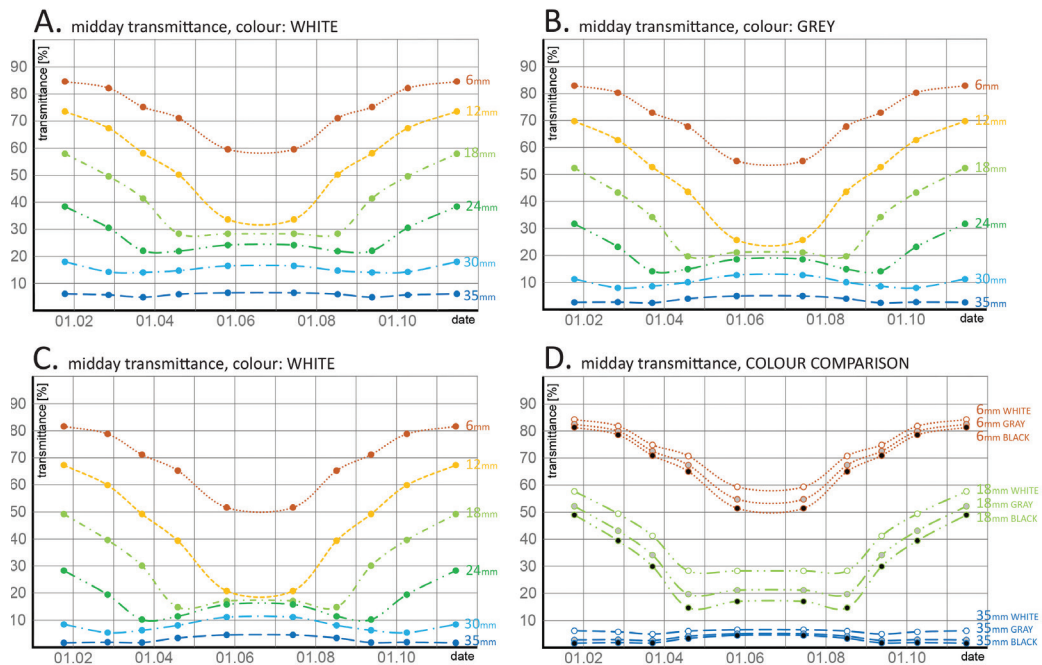 A. midday transmittance, colour: WHITE
transmittance [%]
90
80
70
60
50
40
30
20
10
6mm
12mm
18mm
24mm
30mm
35mm
01.02 01.04 01.06 01.08 01.10 date
B. midday transmittance, colour: GREY
transmittance [%]
90
80
70
60
50
40
30
20
10
6mm
12mm
18mm
24mm
30mm
35mm
01.02 01.04 01.06 01.08 01.10 date
C. midday transmittance, colour: WHITE
transmittance [%]
90
80
70
60
50
40
30
20
10
6mm
12mm
18mm
24mm
30mm
35mm
01.02 01.04 01.06 01.08 01.10 date
D. midday transmittance, COLOUR COMPARISON
transmittance [%]
90
80
70
60
50
40
30
20
10
6mm WHITE
6mm GRAY
6mm BLACK
18mm WHITE
18mm GRAY
18mm BLACK
35mm WHITE
35mm GRAY
35mm BLACK
01.02 01.04 01.06 01.08 01.10 date